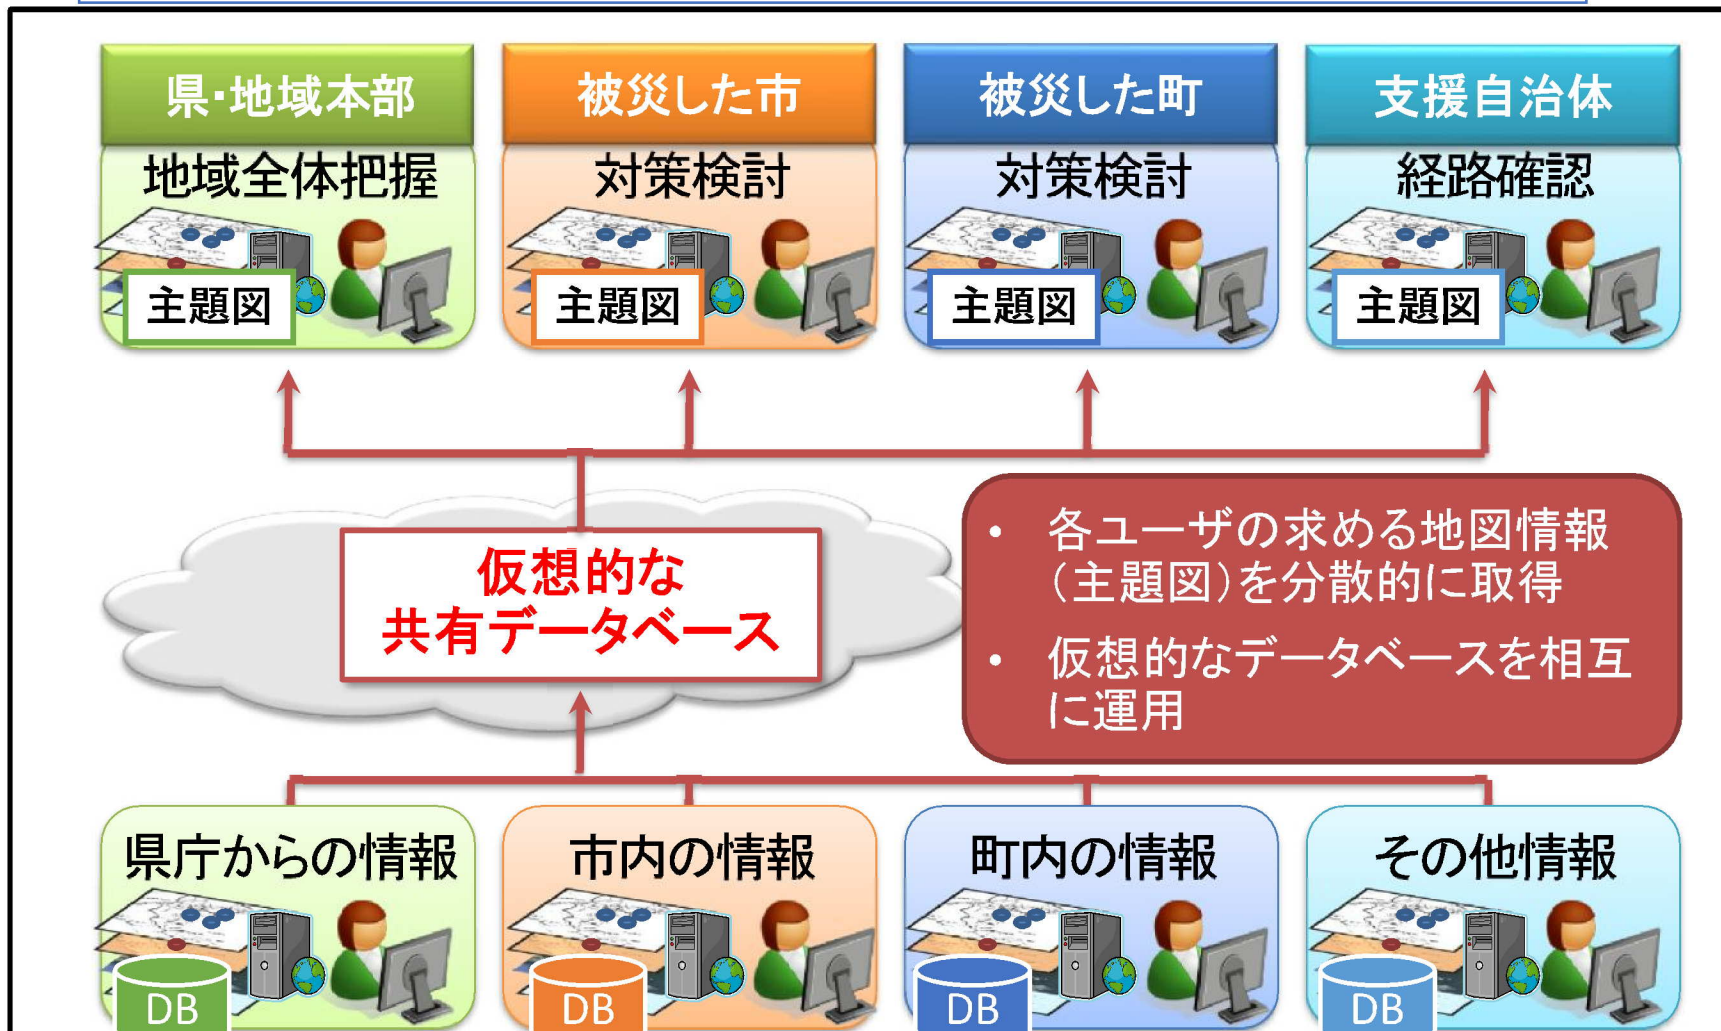 県・地域本部
被災した市
被災した町
支援自治体
地域全体把握
対策検討
対策検討
経路確認
主題図
主題図
主題図
主題図
仮想的な
共有データベース
• 各ユーザの求める地図情報
（主題図）を分散的に取得
• 仮想的なデータベースを相互
に運用
県庁からの情報
市内の情報
町内の情報
その他情報
DB
DB
DB
DB